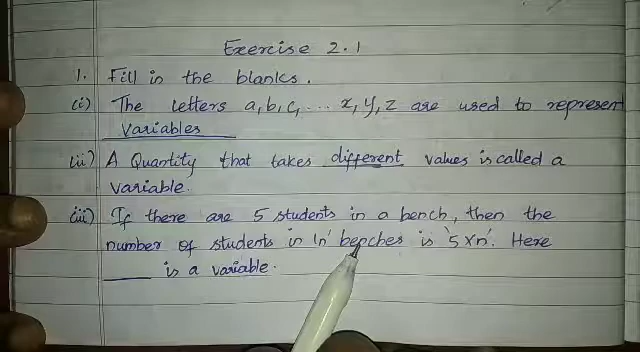 Exercise 2.1
1. Fill in the blanks.
(i) The letters a, b, c, ... x, y, z are used to represent
Variables
(ii) A Quantity that takes different values is called a
variable.
(iii) If there are 5 students in a bench, then the
number of students in 'n' benches is '5 x n'. Here
____ is a variable.